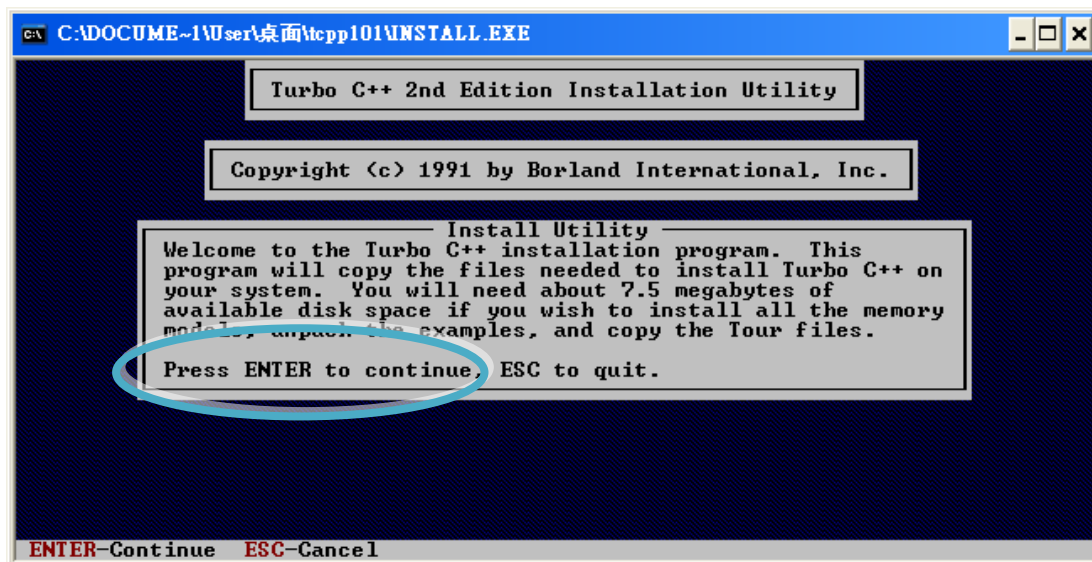 C:\DOCUME~1\User\桌面\tcpp101\INSTALL.EXE
Turbo C++ 2nd Edition Installation Utility
Copyright (c) 1991 by Borland International, Inc.
Install Utility
Welcome to the Turbo C++ installation program. This
program will copy the files needed to install Turbo C++ on
your system. You will need about 7.5 megabytes of
available disk space if you wish to install all the memory
models, unpack the examples, and copy the Tour files.
Press ENTER to continue, ESC to quit.
ENTER-Continue ESC-Cancel